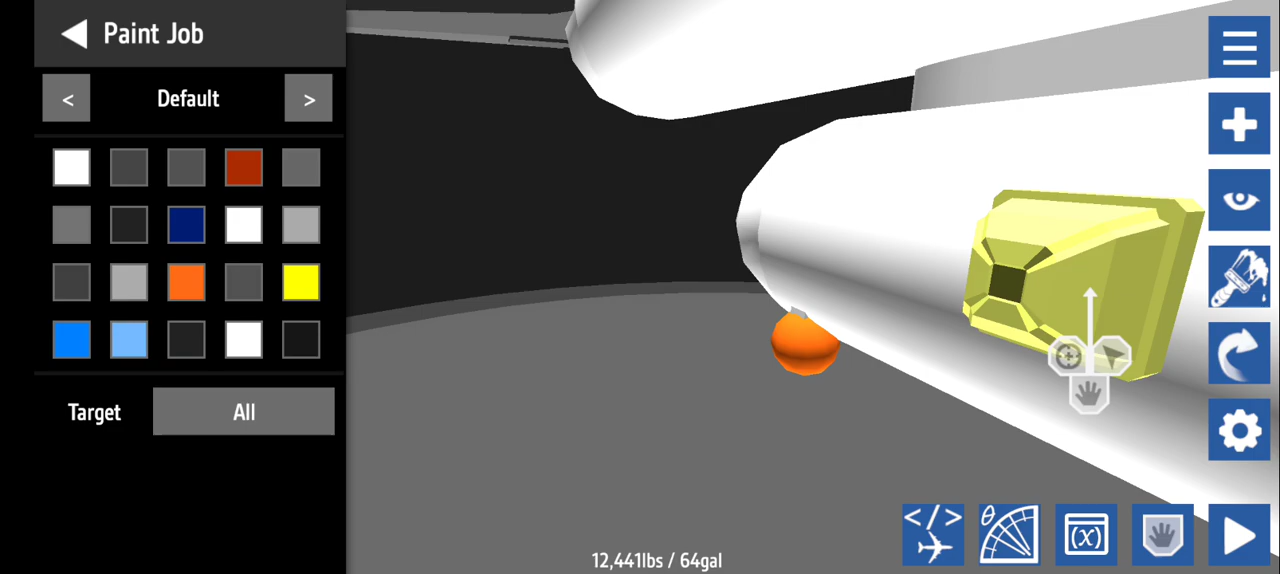 Paint Job
< Default >
Target All
</>
θ
(x)
12,441lbs / 64gal